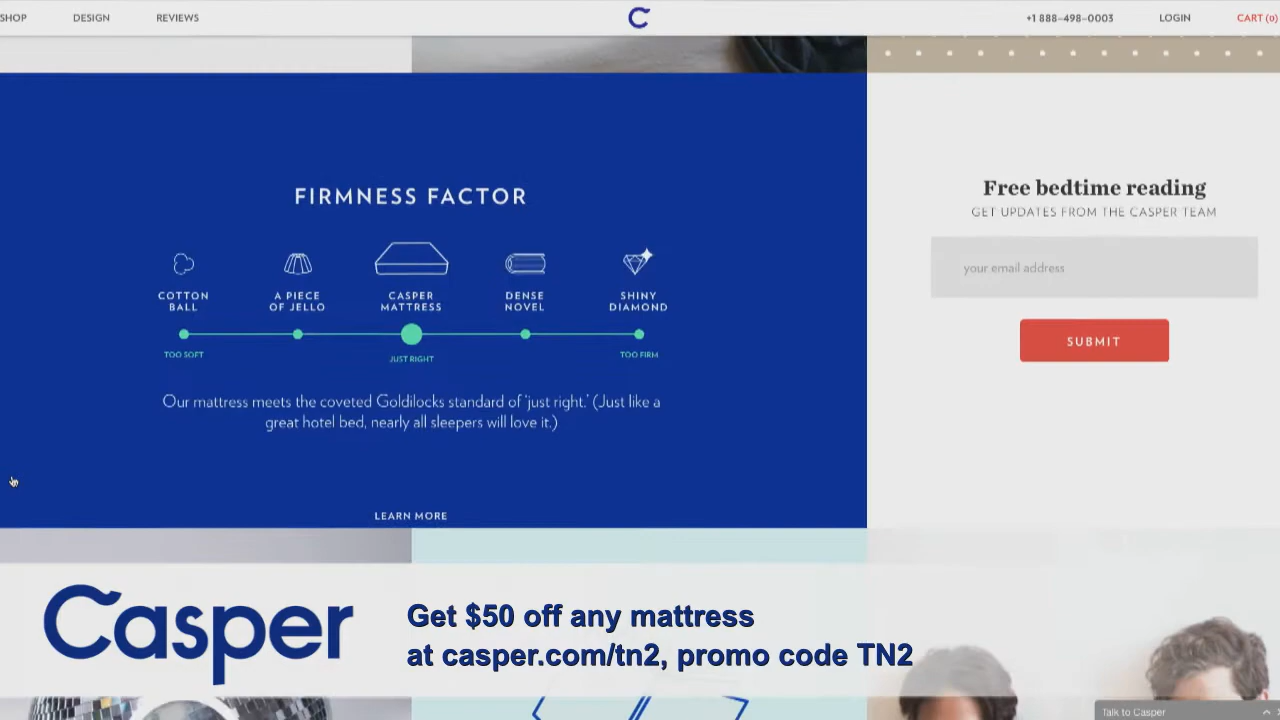 SHOP DESIGN REVIEWS C +1 888-498-0003 LOGIN CART (0)
FIRMNESS FACTOR
COTTON
BALL
A PIECE
OF JELLO
CASPER
MATTRESS
DENSE
NOVEL
SHINY
DIAMOND
TOO SOFT
JUST RIGHT
TOO FIRM
Our mattress meets the coveted Goldilocks standard of 'just right.' (Just like a
great hotel bed, nearly all sleepers will love it.)
LEARN MORE
Free bedtime reading
GET UPDATES FROM THE CASPER TEAM
your email address
SUBMIT
Casper
Get $50 off any mattress
at casper.com/tn2, promo code TN2
Talk to Casper